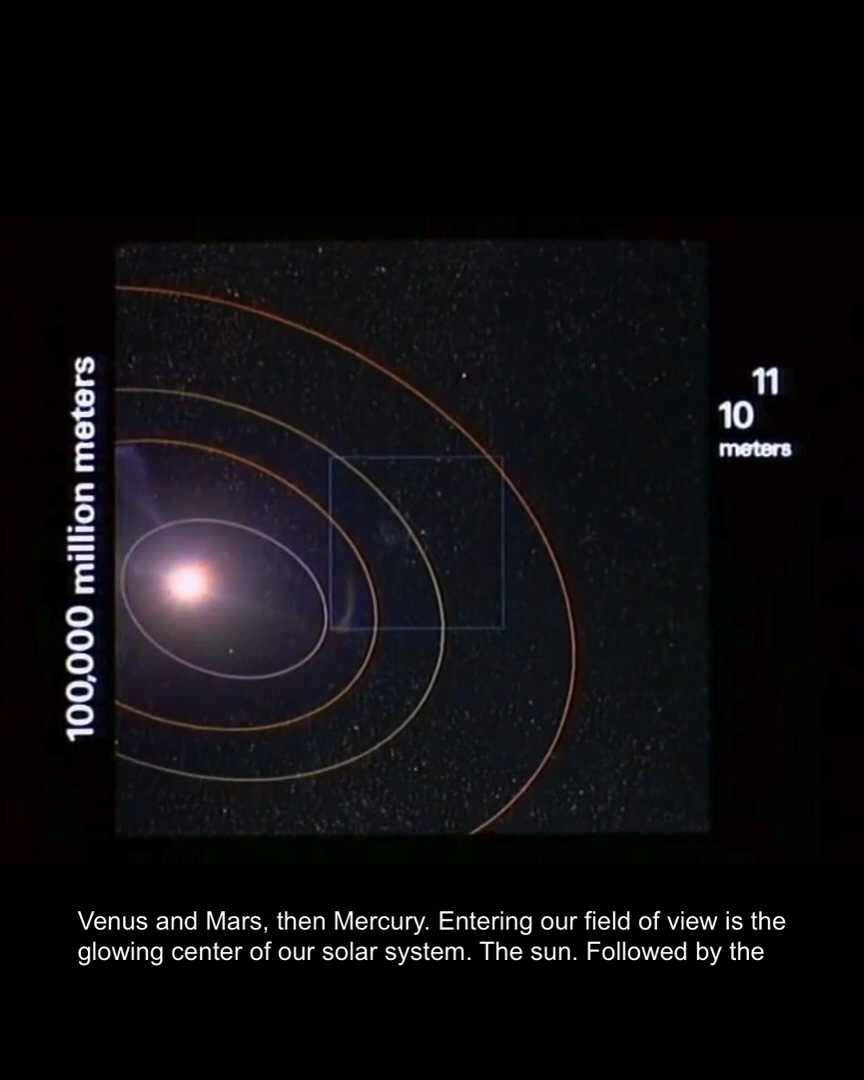 100,000 million meters
11
10
meters
Venus and Mars, then Mercury. Entering our field of view is the
glowing center of our solar system. The sun. Followed by the